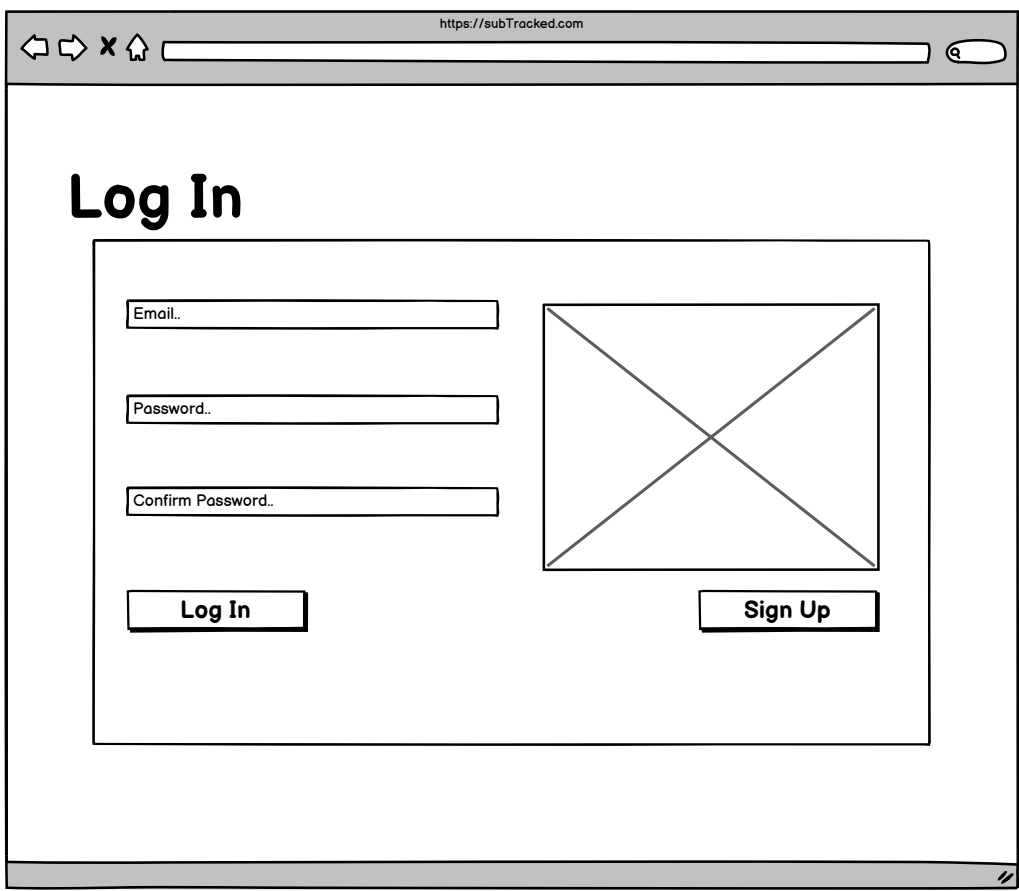 https://subTracked.com
Log In
Email..
Password..
Confirm Password..
Log In
Sign Up